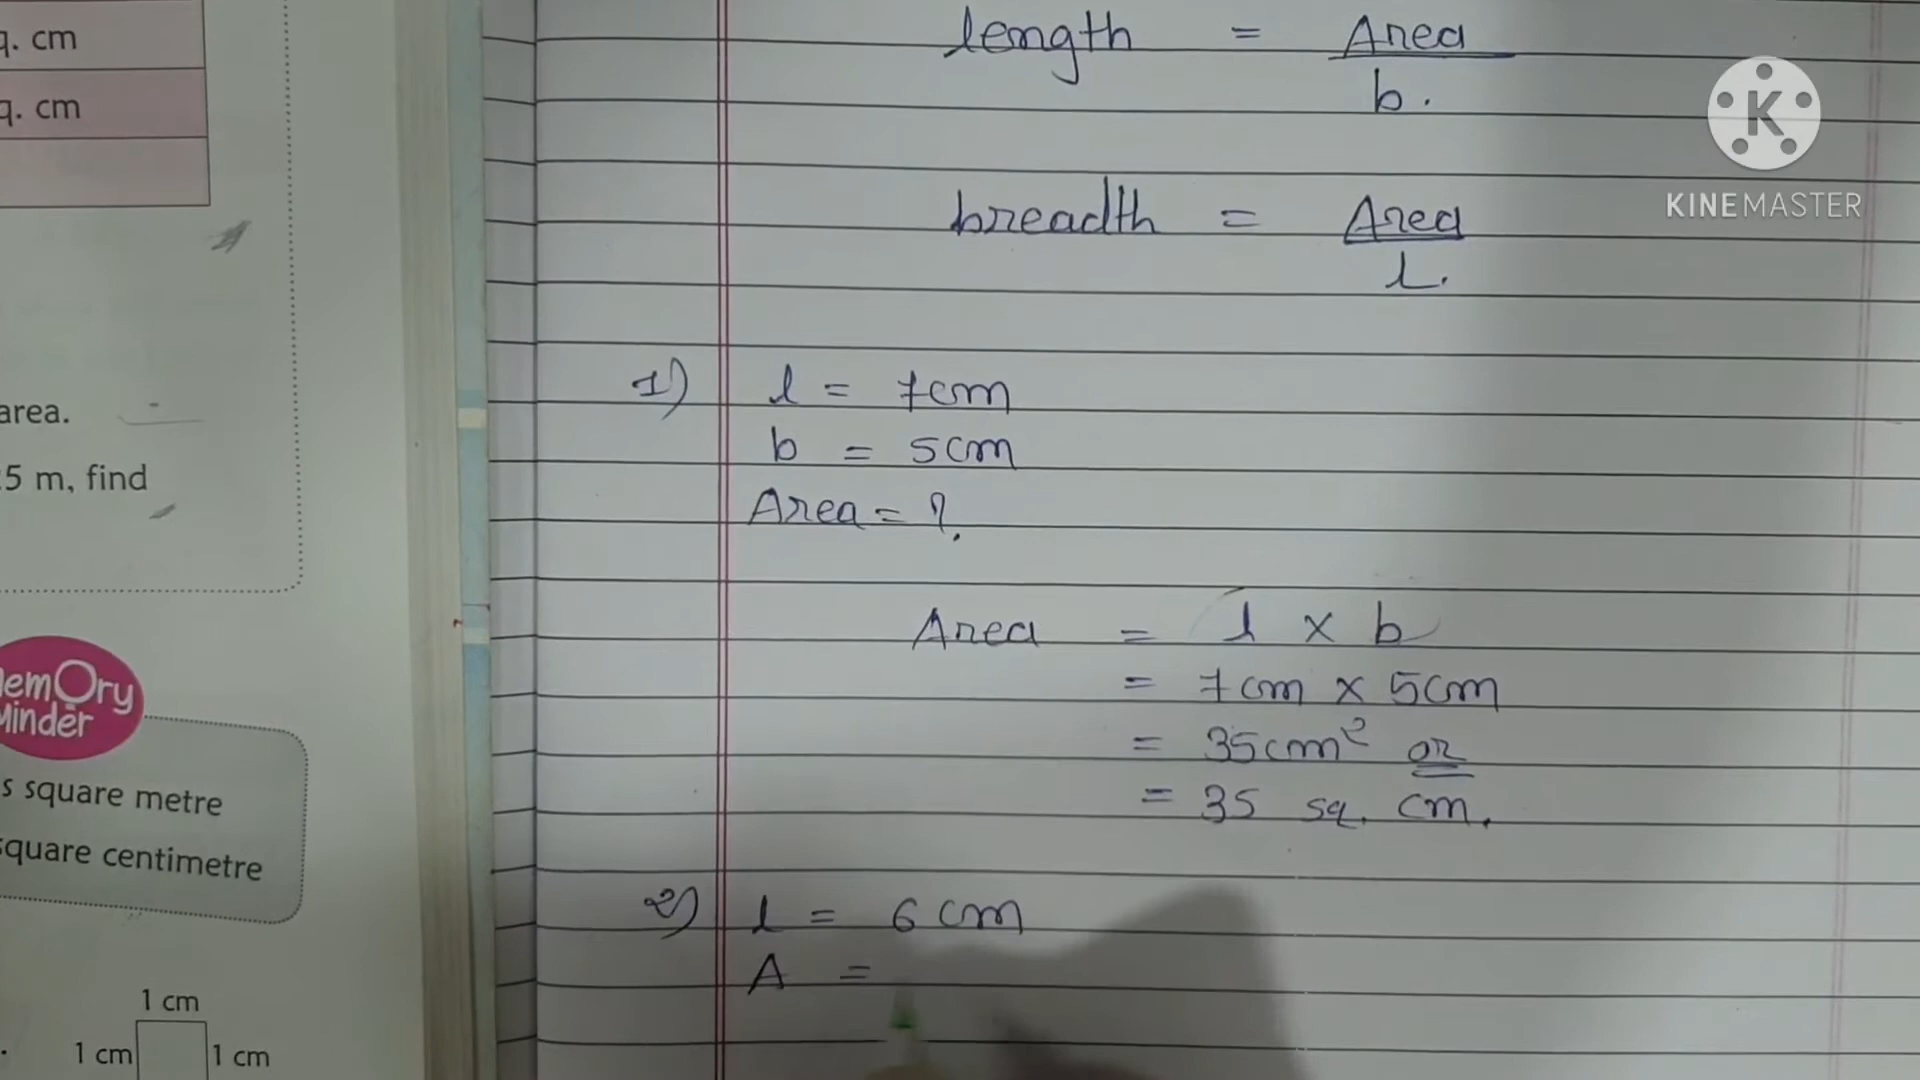 q. cm
q. cm
area.
5 m, find
emOry
Minder
s square metre
square centimetre
1 cm
1 cm 1 cm
length = Area
b.
breadth = Area
l.
1) l = 7cm
b = 5cm
Area = ?
Area = l × b
= 7cm × 5cm
= 35cm² or
= 35 sq. cm.
2) l = 6 cm
A =
K
KINEMASTER